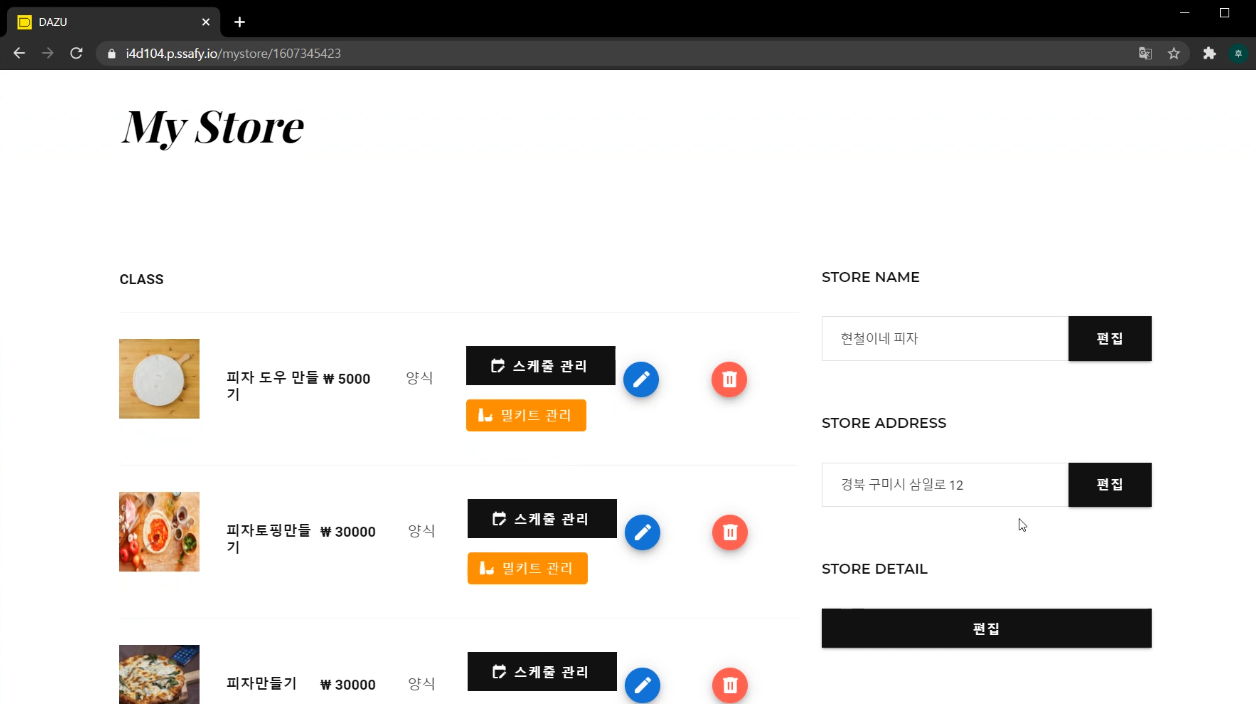 DAZU
i4d104.p.ssafy.io/mystore/1607345423
My Store
CLASS
피자 도우 만들 ₩ 5000
기
양식
스케줄 관리
밀키트 관리
피자토핑만들 ₩ 30000
기
양식
스케줄 관리
밀키트 관리
피자만들기 ₩ 30000
양식
스케줄 관리
STORE NAME
현철이네 피자
편집
STORE ADDRESS
경북 구미시 삼일로 12
편집
STORE DETAIL
편집